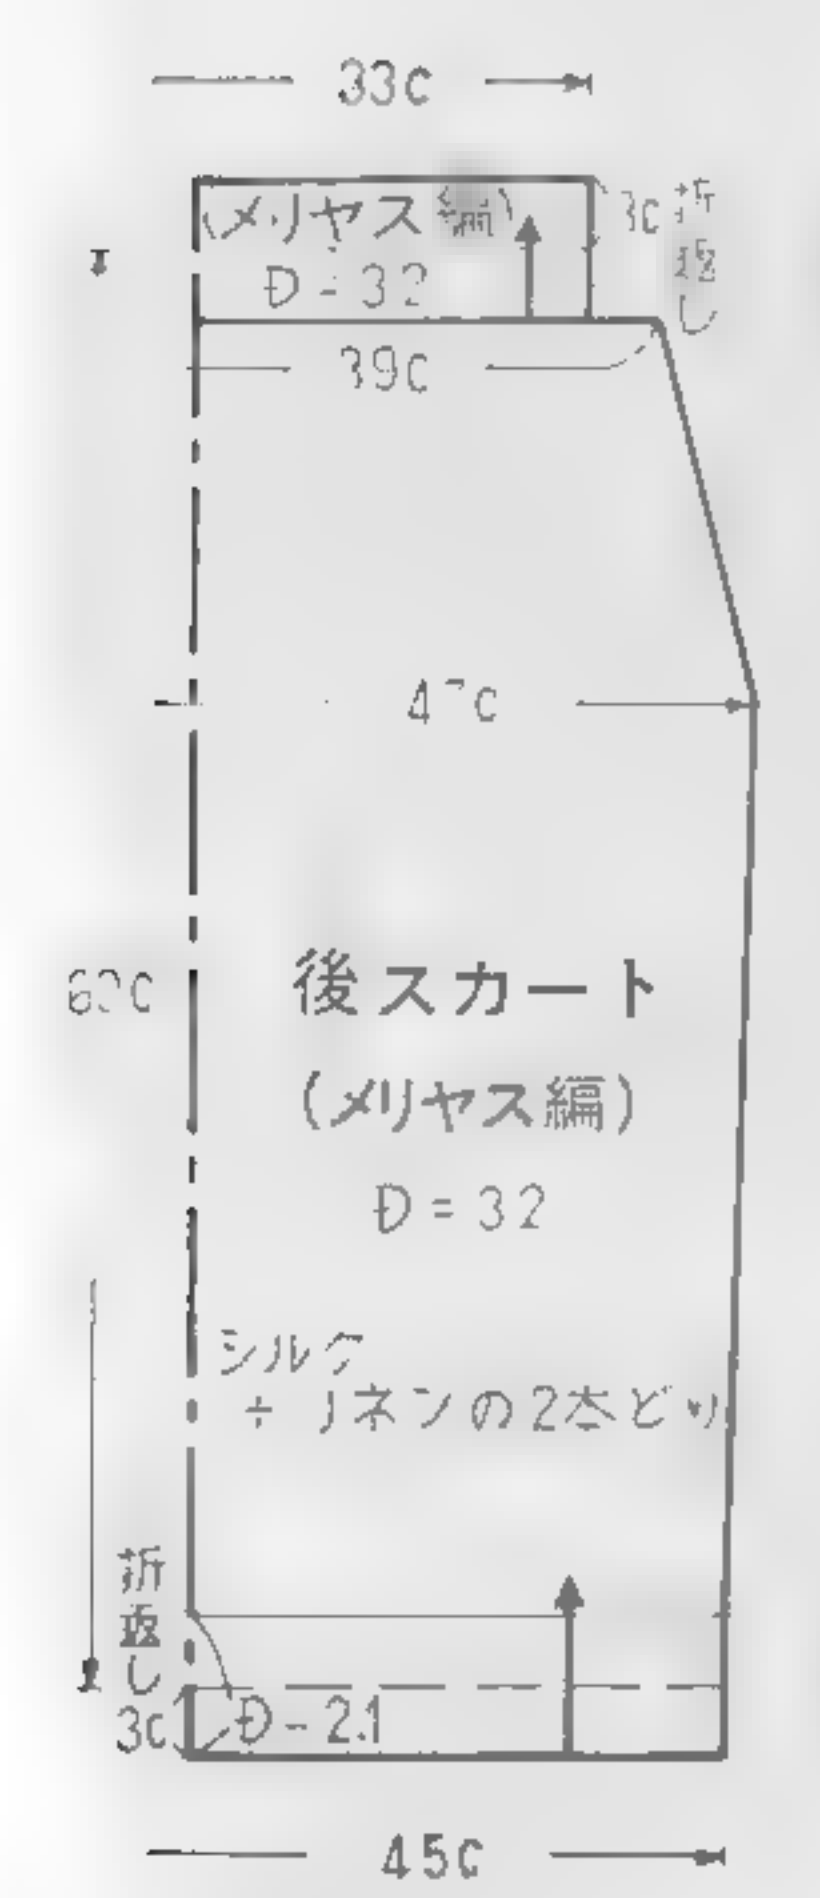 33c
(メリヤス編)
D=32
3c 折返し
39c
後スカート
(メリヤス編)
D=32
シルク
+リネンの2本どり
折返し
3c
D=2.1
45c